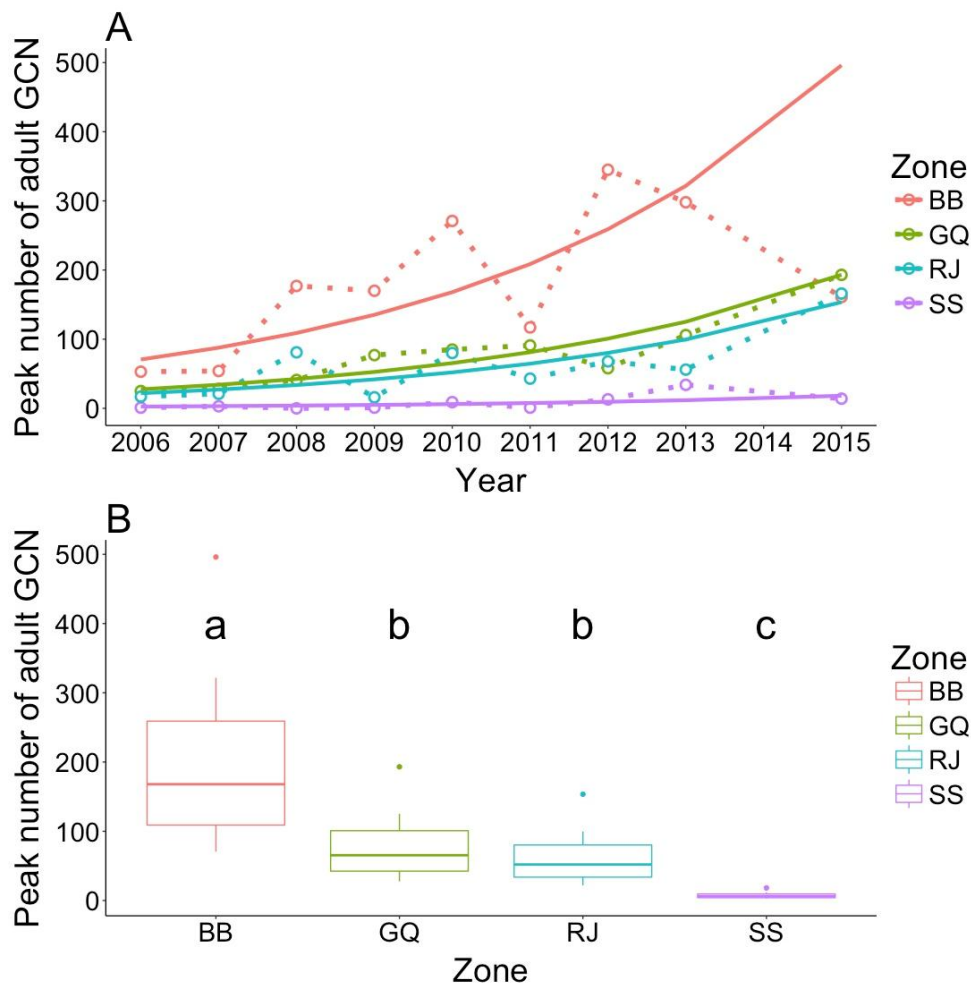 A
Peak number of adult GCN
500
400
300
200
100
0
2006 2007 2008 2009 2010 2011 2012 2013 2014 2015
Year
Zone
BB
GQ
RJ
SS
B
Peak number of adult GCN
500
400
300
200
100
0
a b b c
BB GQ RJ SS
Zone
Zone
BB
GQ
RJ
SS